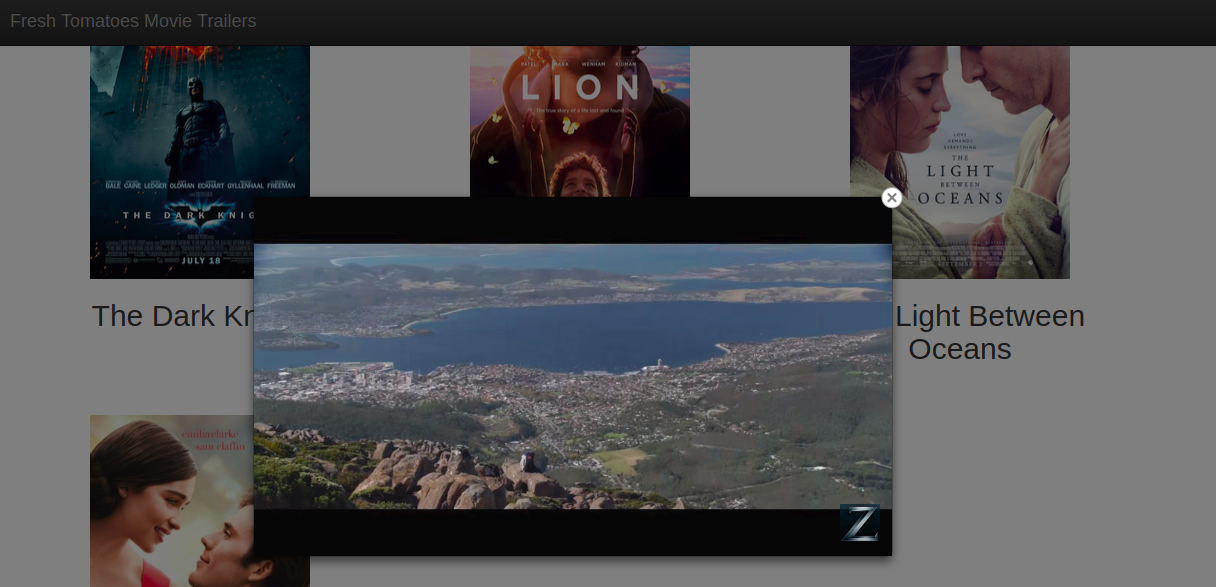 Fresh Tomatoes Movie Trailers
PATEL MARA WENHAM KIDMAN
LION
The true story of a life lost and found
LOVE
DEMANDS
EVERYTHING
THE
LIGHT
BETWEEN
OCEANS
BALE CAINE LEDGER OLDMAN ECKHART GYLLENHAAL FREEMAN
THE DARK KNIG
JULY 18
The Dark Kn
Light Between
Oceans
emilia clarke
sam claflin
Z